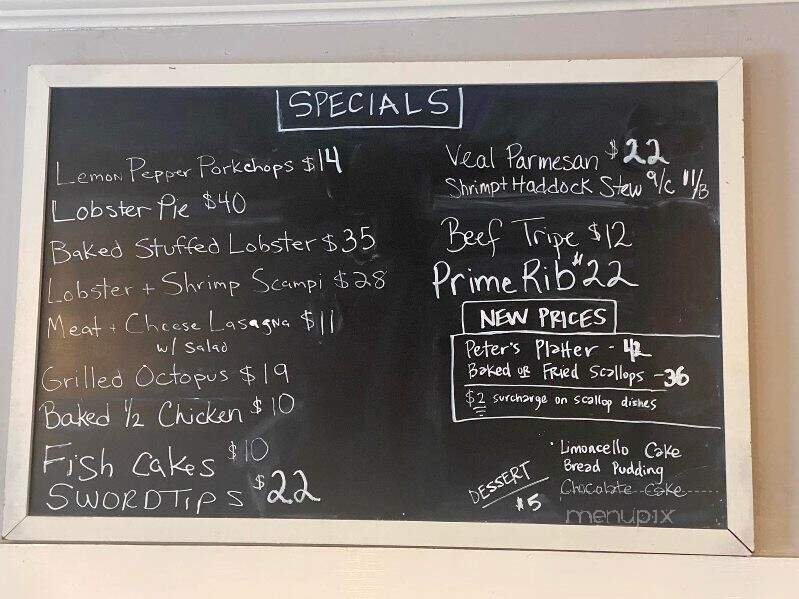 SPECIALS
Lemon Pepper Porkchops $14
Lobster Pie $40
Baked Stuffed Lobster $35
Lobster + Shrimp Scampi $28
Meat + Cheese Lasagna $11
w/ Salad
Grilled Octopus $19
Baked 1/2 Chicken $10
Fish Cakes $10
SWORDTIPS $22
Veal Parmesan $22
Shrimp + Haddock Stew 9/C 11/B
Beef Tripe $12
Prime Rib $22
NEW PRICES
Peter's Platter - 42
Baked or Fried Scallops - 36
$2 surcharge on scallop dishes
DESSERT $5
Limoncello Cake
Bread Pudding
Chocolate Cake
menupix